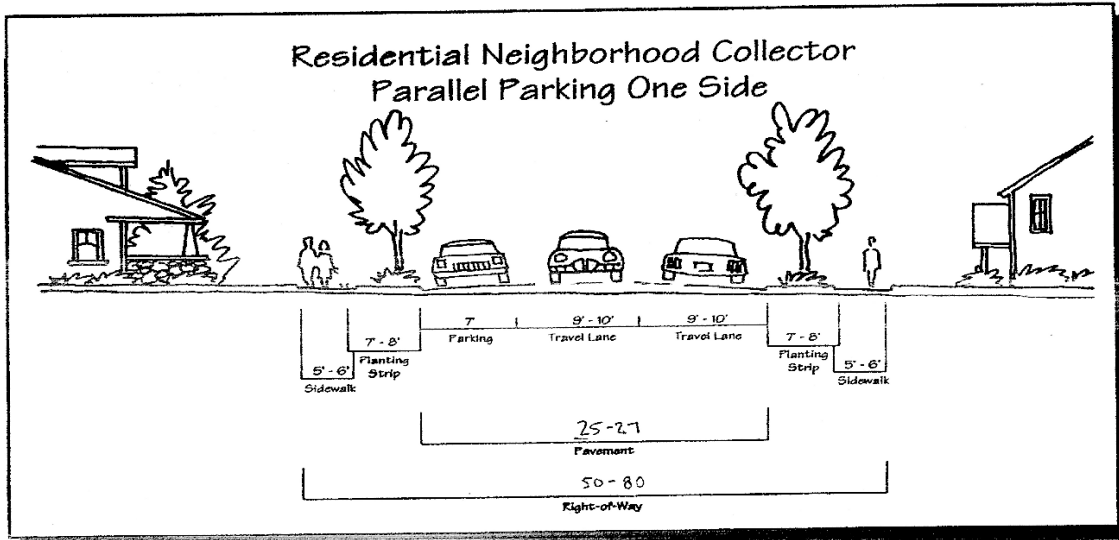 Residential Neighborhood Collector
Parallel Parking One Side
7' 9' - 10' 9' - 10'
Parking Travel Lane Travel Lane
7' - 8' 7' - 8'
Planting Planting
Strip Strip
5' - 6' 5' - 6'
Sidewalk Sidewalk
25-27
Pavement
50 - 80
Right-of-Way